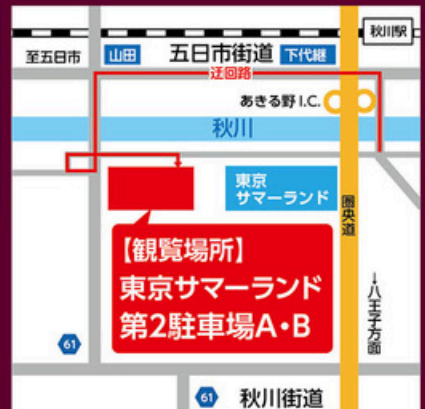 秋川駅
至五日市
山田
五日市街道
下代継
迂回路
あきる野 I.C.
秋川
東京
サマーランド
圏央道
【観覧場所】
東京サマーランド
第2駐車場A・B
↓八王子方面
61
61
秋川街道